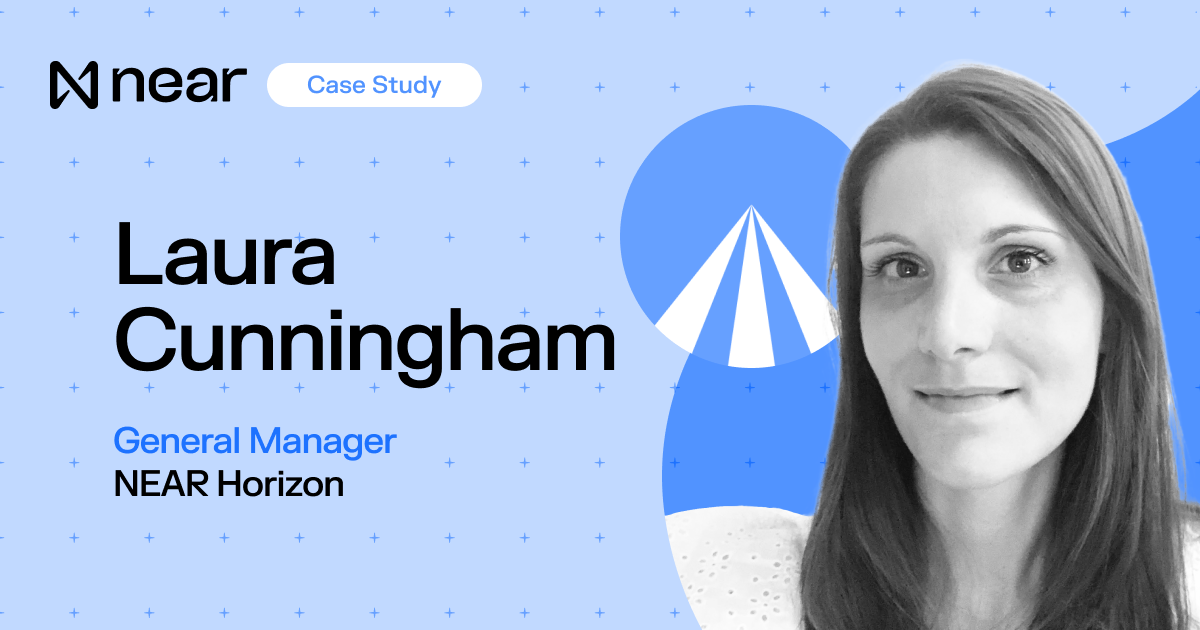 near
Case Study
Laura
Cunningham
General Manager
NEAR Horizon